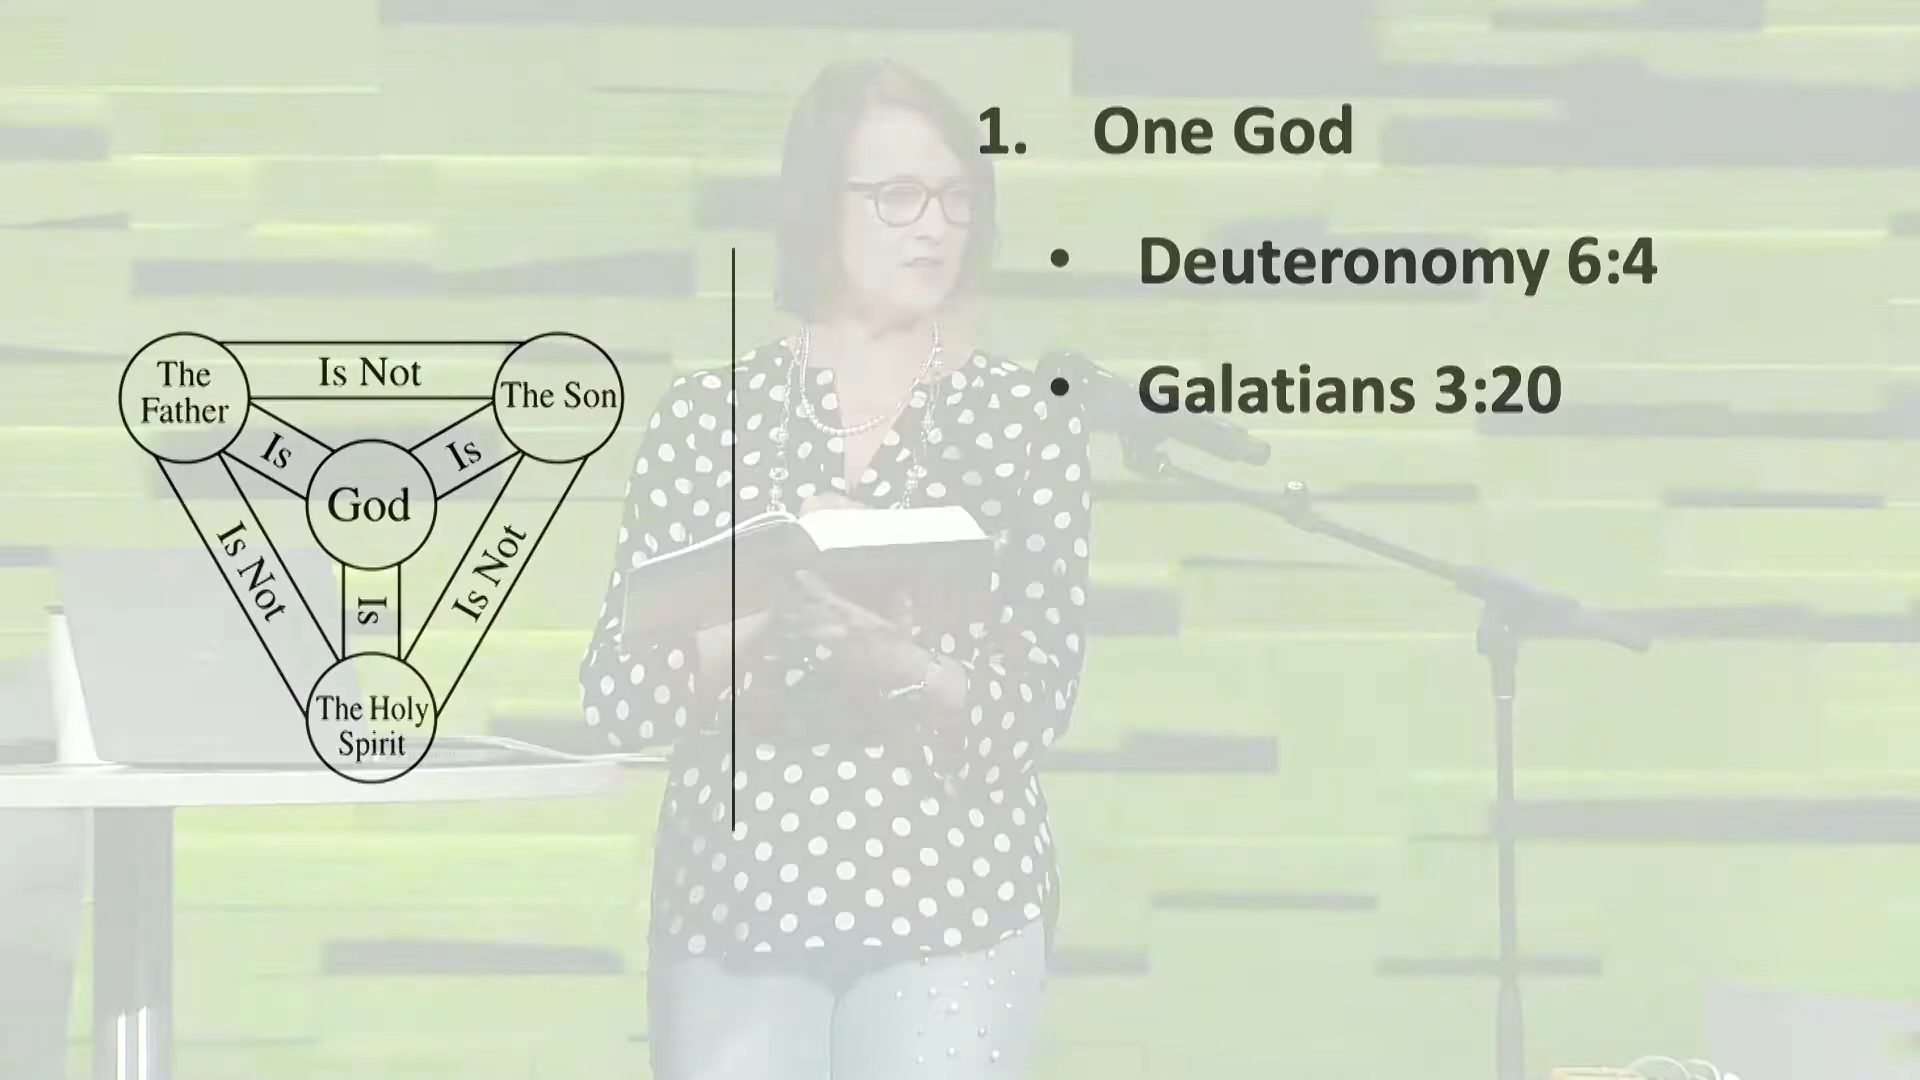 The
Father
Is Not
The Son
Is
Is
God
Is Not
Is Not
Is
The Holy
Spirit
1. One God
• Deuteronomy 6:4
• Galatians 3:20